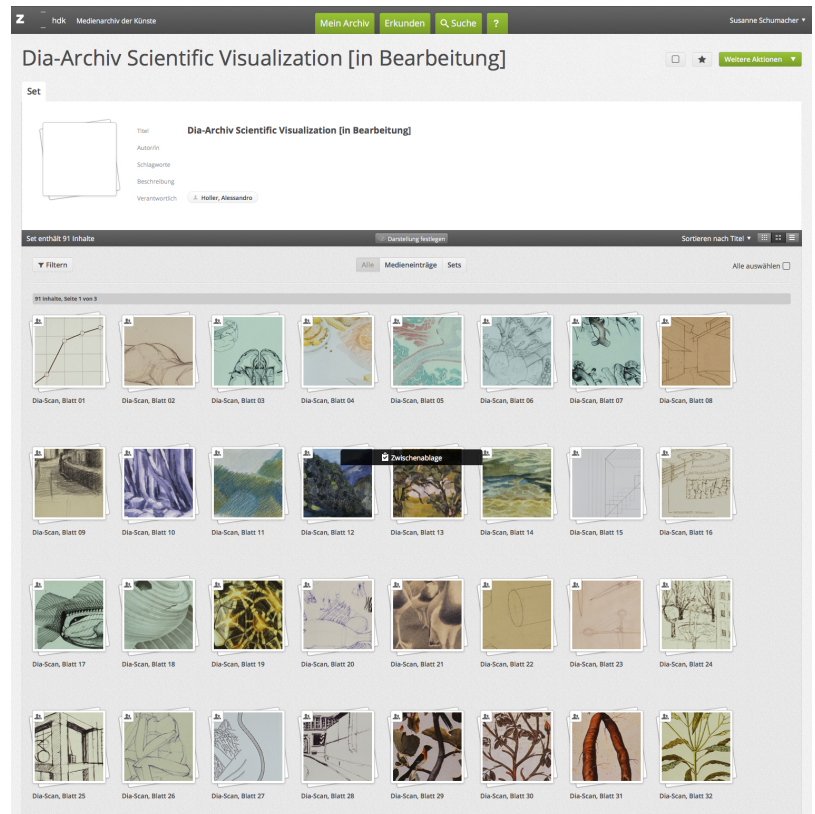 Z hdk Medienarchiv der Künste Mein Archiv Erkunden Suche ? Susanne Schumacher
Dia-Archiv Scientific Visualization [in Bearbeitung] Weitere Aktionen
Set
Titel Dia-Archiv Scientific Visualization [in Bearbeitung]
Autor/in
Schlagworte
Beschreibung
Verantwortlich Holler, Alessandro
Set enthält 91 Inhalte Darstellung festlegen Sortieren nach Titel
Filtern Alle Medieneinträge Sets Alle auswählen
91 Inhalte, Seite 1 von 3
Dia-Scan, Blatt 01 Dia-Scan, Blatt 02 Dia-Scan, Blatt 03 Dia-Scan, Blatt 04 Dia-Scan, Blatt 05 Dia-Scan, Blatt 06 Dia-Scan, Blatt 07 Dia-Scan, Blatt 08
Zwischenablage
Dia-Scan, Blatt 09 Dia-Scan, Blatt 10 Dia-Scan, Blatt 11 Dia-Scan, Blatt 12 Dia-Scan, Blatt 13 Dia-Scan, Blatt 14 Dia-Scan, Blatt 15 Dia-Scan, Blatt 16
Dia-Scan, Blatt 17 Dia-Scan, Blatt 18 Dia-Scan, Blatt 19 Dia-Scan, Blatt 20 Dia-Scan, Blatt 21 Dia-Scan, Blatt 22 Dia-Scan, Blatt 23 Dia-Scan, Blatt 24
Dia-Scan, Blatt 25 Dia-Scan, Blatt 26 Dia-Scan, Blatt 27 Dia-Scan, Blatt 28 Dia-Scan, Blatt 29 Dia-Scan, Blatt 30 Dia-Scan, Blatt 31 Dia-Scan, Blatt 32